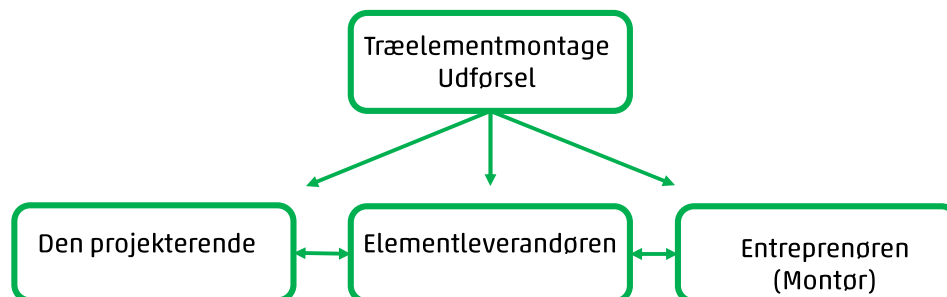 Træelementmontage
Udførsel
Den projekterende
Elementleverandøren
Entreprenøren
(Montør)